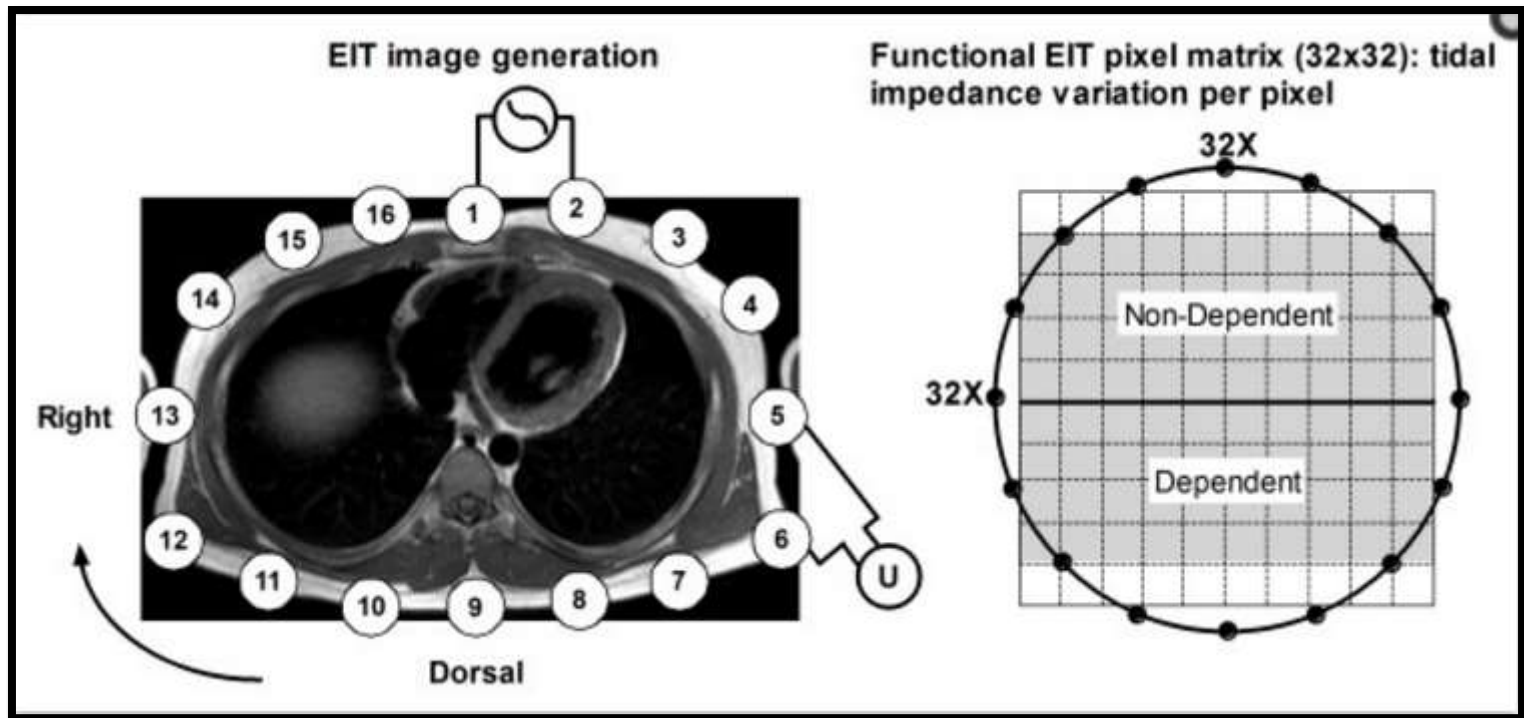 EIT image generation
Functional EIT pixel matrix (32x32): tidal
impedance variation per pixel
1
2
3
4
5
6
7
8
9
10
11
12
13
14
15
16
U
Right
Dorsal
32X
32X
Non-Dependent
Dependent